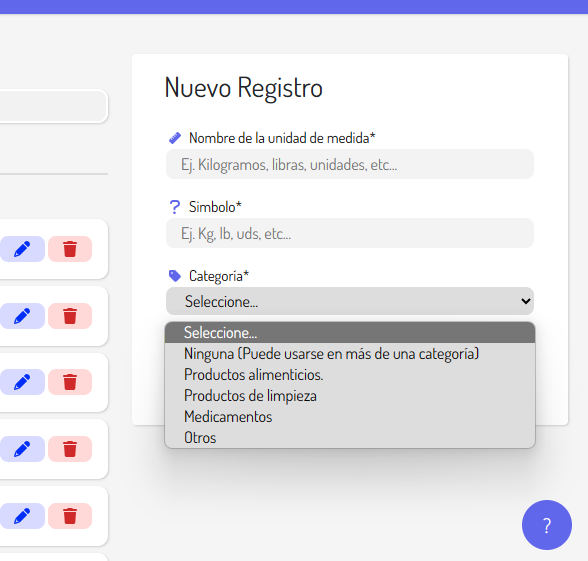 Nuevo Registro
Nombre de la unidad de medida*
Ej. Kilogramos, libras, unidades, etc...
Simbolo*
Ej. Kg, lb, uds, etc...
Categoría*
Seleccione...
Seleccione...
Ninguna (Puede usarse en más de una categoría)
Productos alimenticios.
Productos de limpieza
Medicamentos
Otros
?